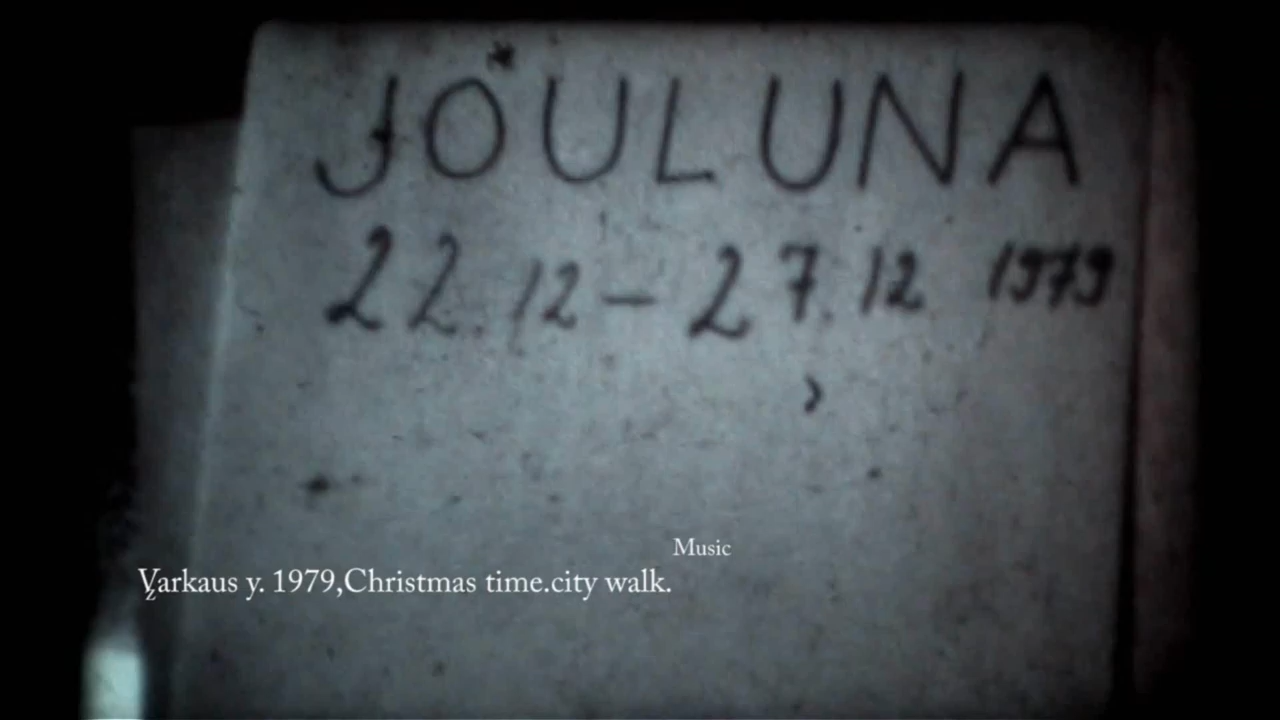 JOULUNA
22.12 – 27.12 1979
Music
Varkaus y. 1979,Christmas time.city walk.